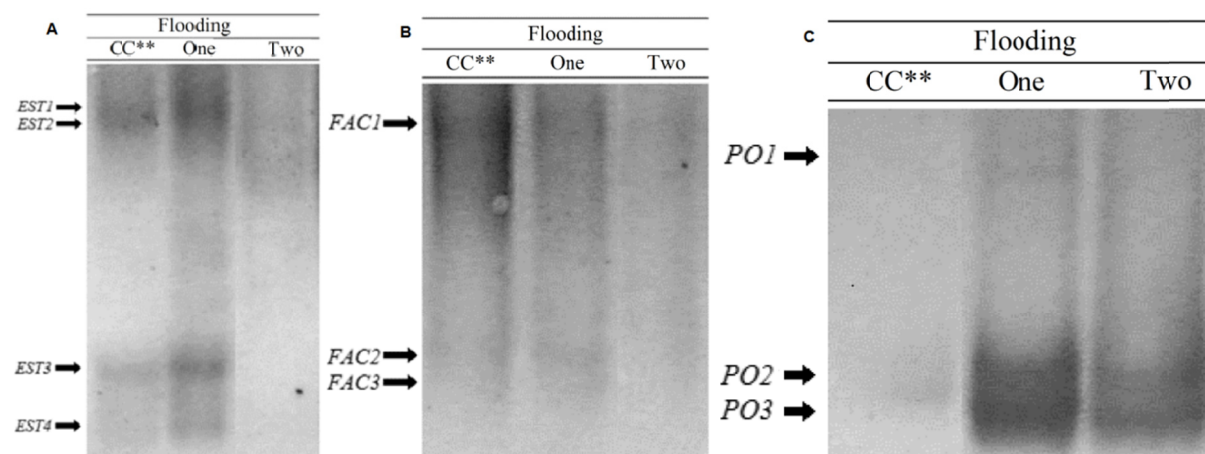 A
Flooding
CC** One Two
EST1
EST2
EST3
EST4
B
Flooding
CC** One Two
FAC1
FAC2
FAC3
C
Flooding
CC** One Two
PO1
PO2
PO3